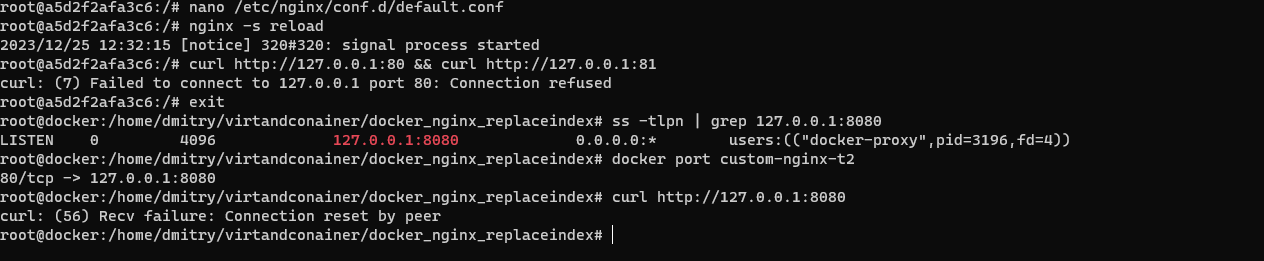 root@a5d2f2afa3c6:/# nano /etc/nginx/conf.d/default.conf
root@a5d2f2afa3c6:/# nginx -s reload
2023/12/25 12:32:15 [notice] 320#320: signal process started
root@a5d2f2afa3c6:/# curl http://127.0.0.1:80 && curl http://127.0.0.1:81
curl: (7) Failed to connect to 127.0.0.1 port 80: Connection refused
root@a5d2f2afa3c6:/# exit
root@docker:/home/dmitry/virtandconainer/docker_nginx_replaceindex# ss -tlpn | grep 127.0.0.1:8080
LISTEN    0         4096              127.0.0.1:8080              0.0.0.0:*         users:(("docker-proxy",pid=3196,fd=4))
root@docker:/home/dmitry/virtandconainer/docker_nginx_replaceindex# docker port custom-nginx-t2
80/tcp -> 127.0.0.1:8080
root@docker:/home/dmitry/virtandconainer/docker_nginx_replaceindex# curl http://127.0.0.1:8080
curl: (56) Recv failure: Connection reset by peer
root@docker:/home/dmitry/virtandconainer/docker_nginx_replaceindex#